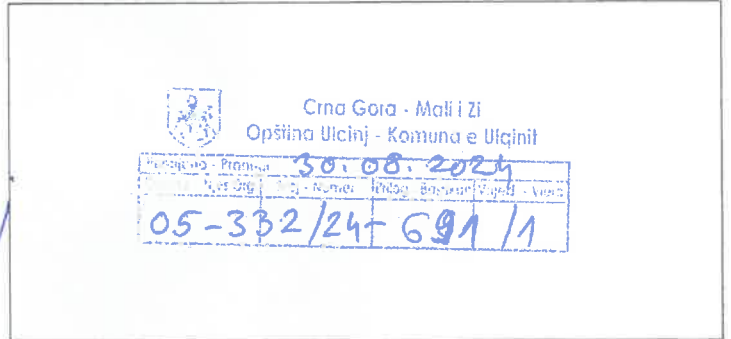 Crna Gora - Mali i Zi
Opština Ulcinj - Komuna e Ulqinit
30.08.2024
05-332/24-691/1